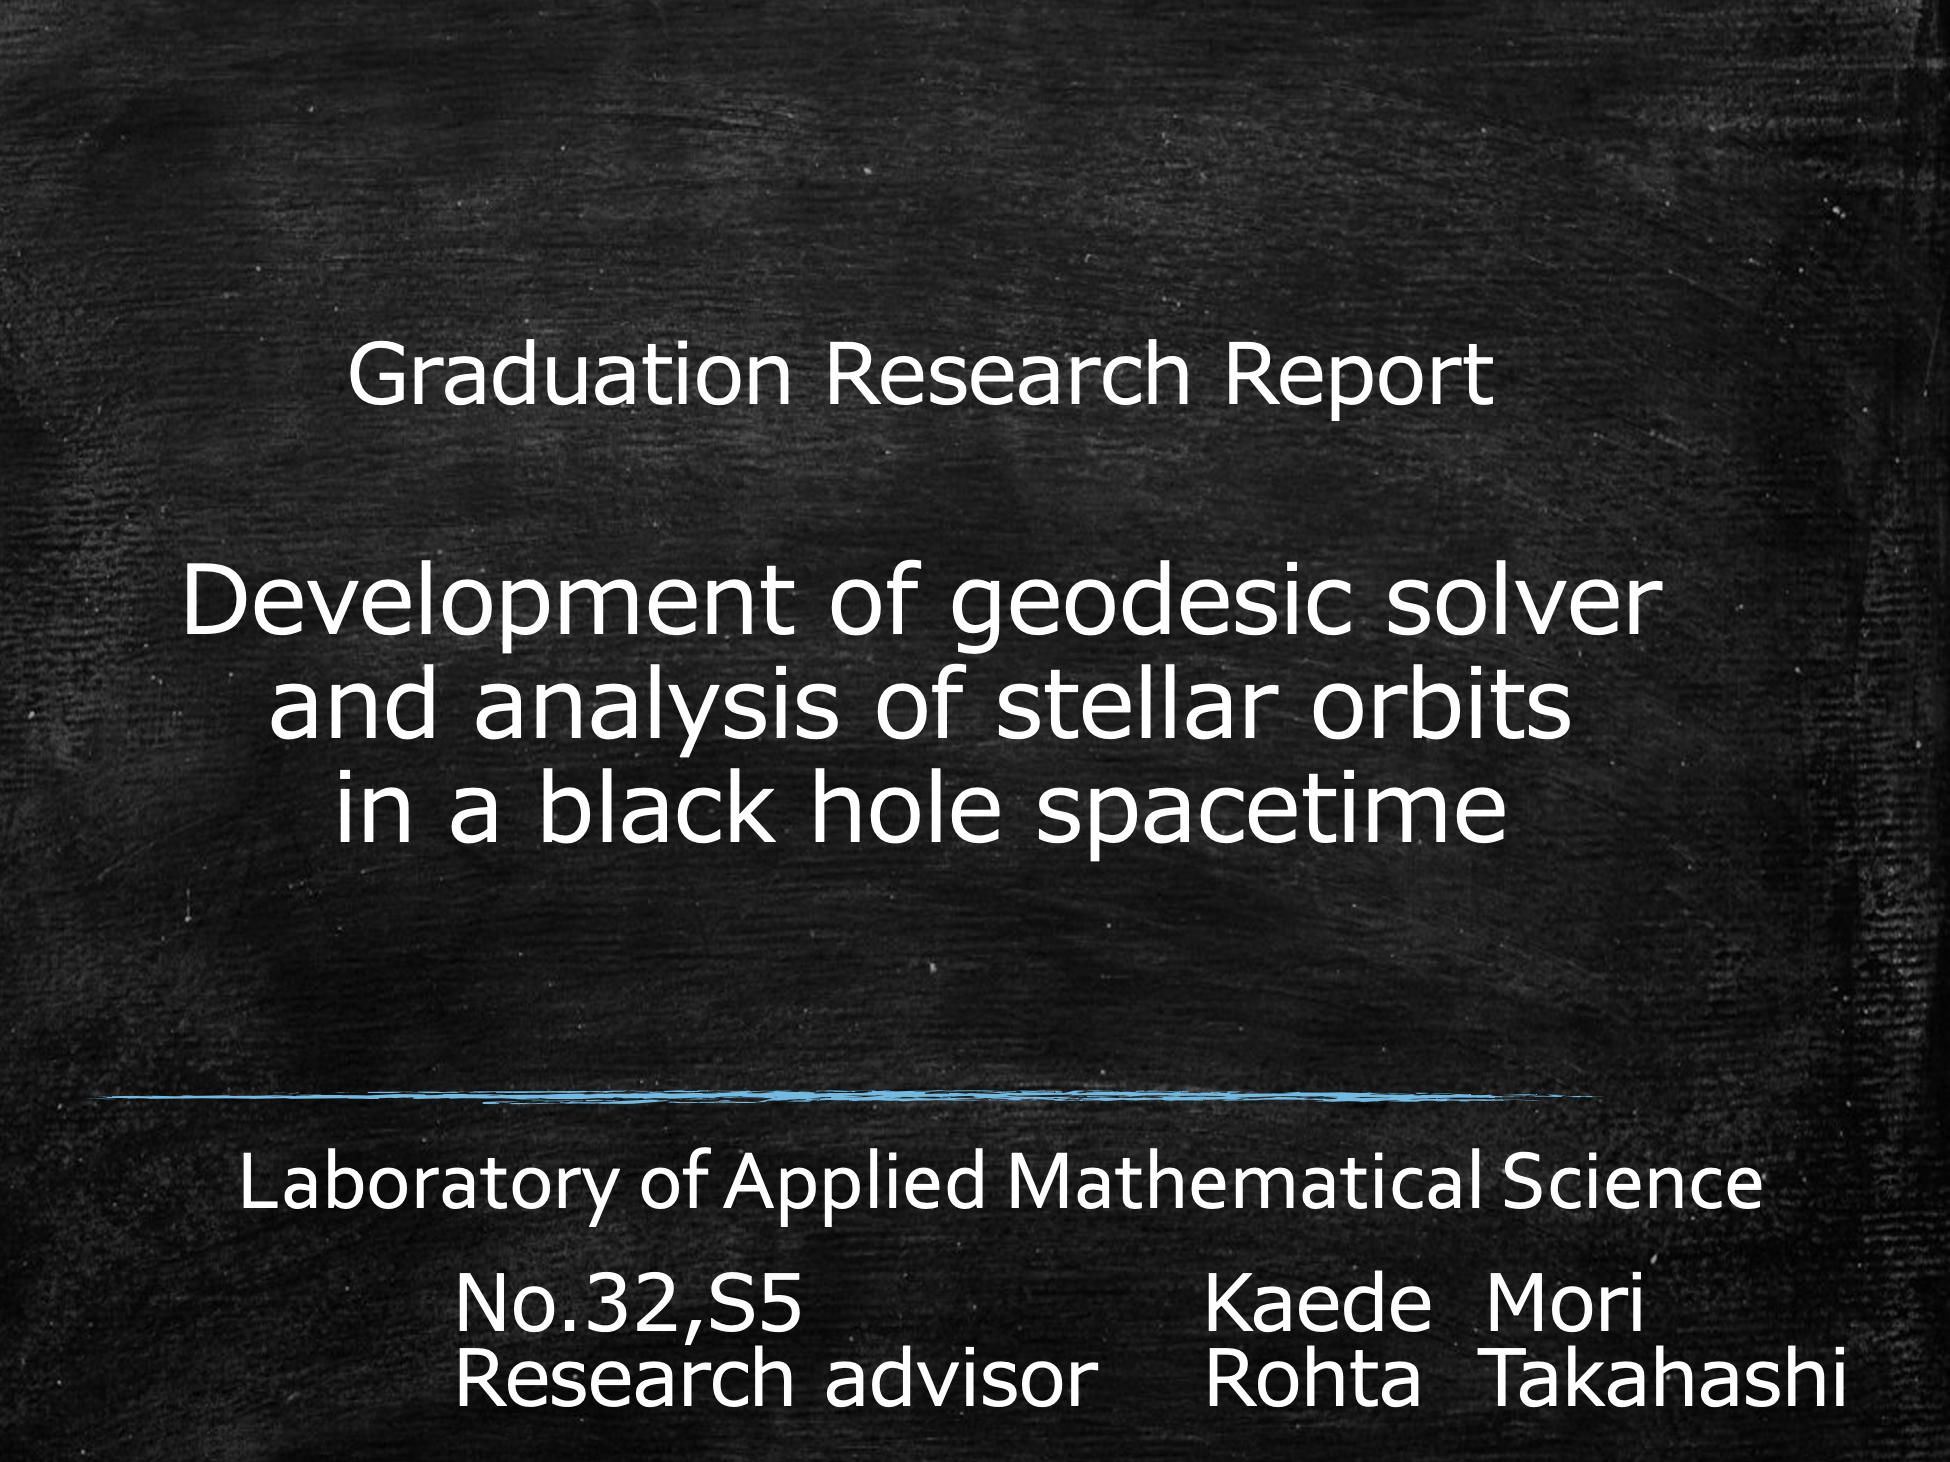 Graduation Research Report
Development of geodesic solver
and analysis of stellar orbits
in a black hole spacetime
Laboratory of Applied Mathematical Science
No.32,S5 Kaede Mori
Research advisor Rohta Takahashi